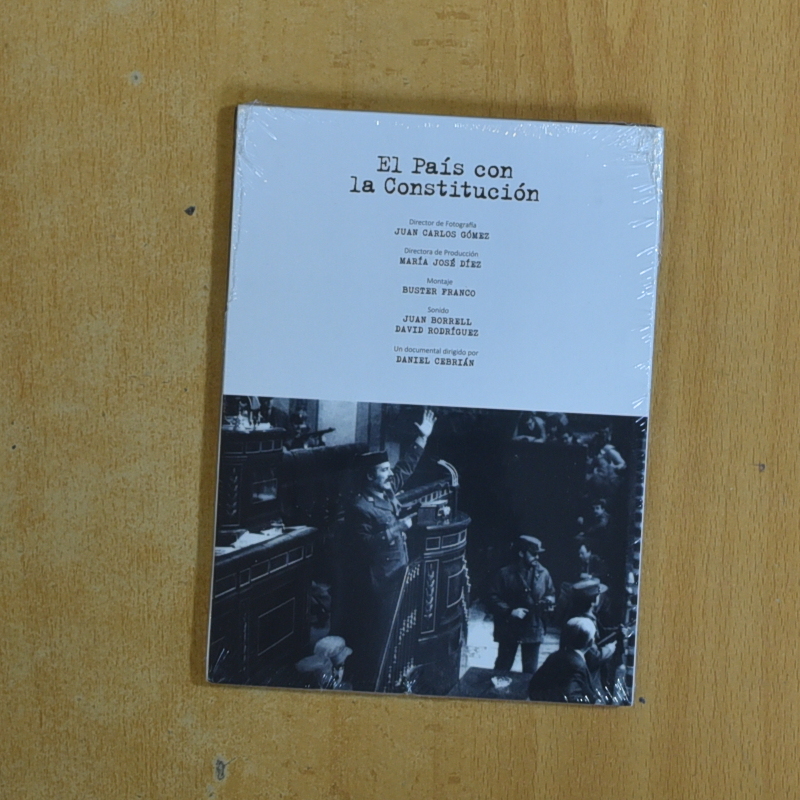 El País con
la Constitución
Director de Fotografía
JUAN CARLOS GÓMEZ
Directora de Producción
MARÍA JOSÉ DÍEZ
Montaje
BUSTER FRANCO
Sonido
JUAN BORRELL
DAVID RODRÍGUEZ
Un documental dirigido por
DANIEL CEBRIÁN